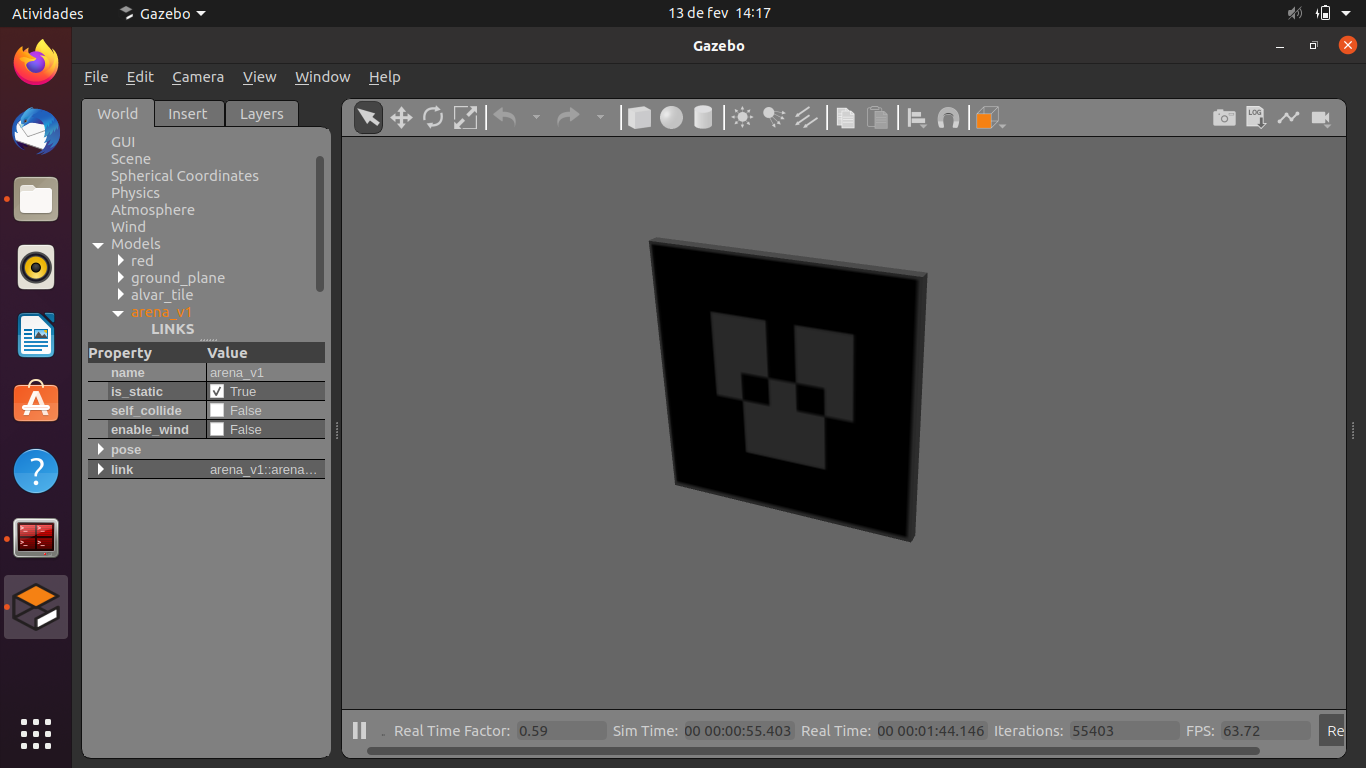 Atividades Gazebo 13 de fev 14:17
Gazebo
File Edit Camera View Window Help
World Insert Layers
LOG
GUI
Scene
Spherical Coordinates
Physics
Atmosphere
Wind
Models
red
ground_plane
alvar_tile
arena_v1
LINKS
Property Value
name arena_v1
is_static True
self_collide False
enable_wind False
pose
link arena_v1::arena...
Real Time Factor: 0.59 Sim Time: 00 00:00:55.403 Real Time: 00 00:01:44.146 Iterations: 55403 FPS: 63.72 Re